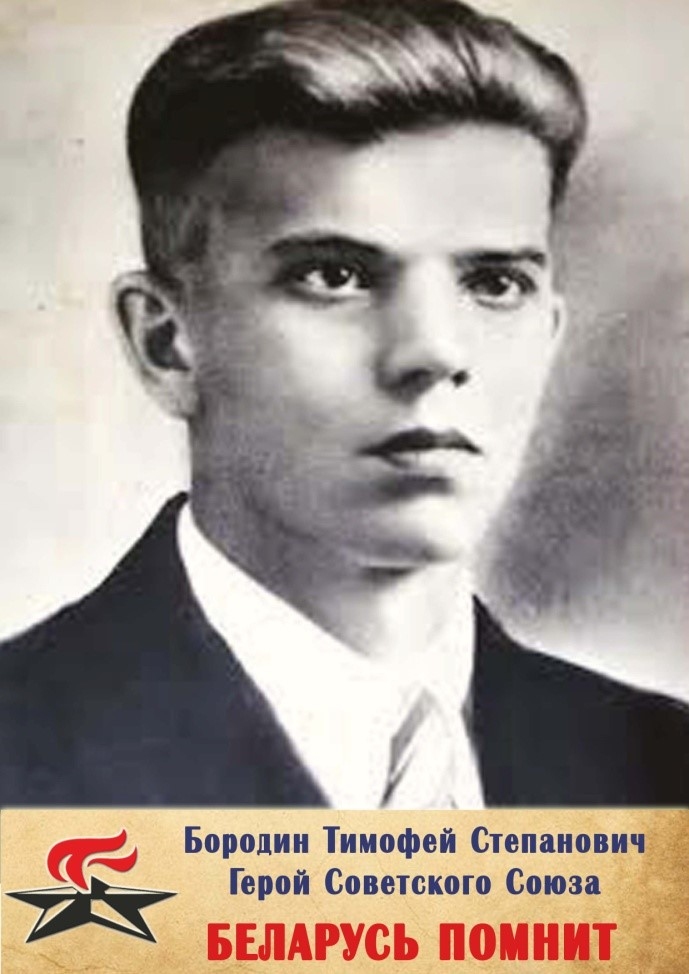 Бородин Тимофей Степанович
Герой Советского Союза
БЕЛАРУСЬ ПОМНИТ